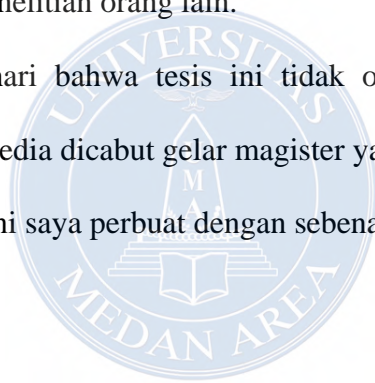 nelitian orang lain.
nari bahwa tesis ini tidak o
edia dicabut gelar magister ya
ni saya perbuat dengan sebena
UNIVERSITAS
MEDAN AREA